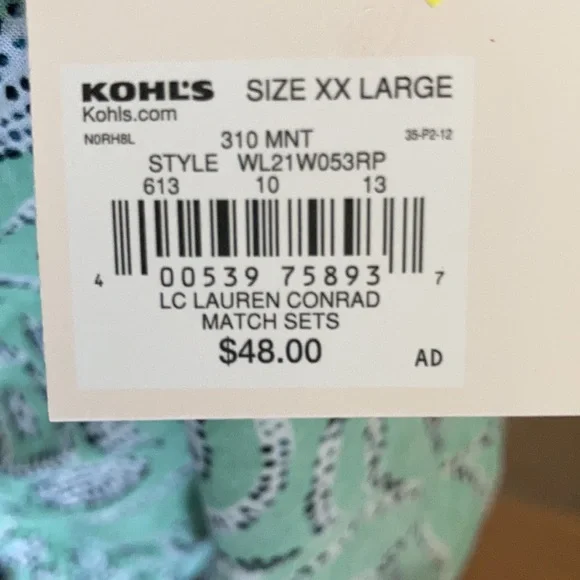 KOHL'S SIZE XX LARGE
Kohls.com
N0RH8L 310 MNT 35-P2-12
STYLE WL21W053RP
613 10 13
4 00539 75893 7
LC LAUREN CONRAD
MATCH SETS
$48.00 AD